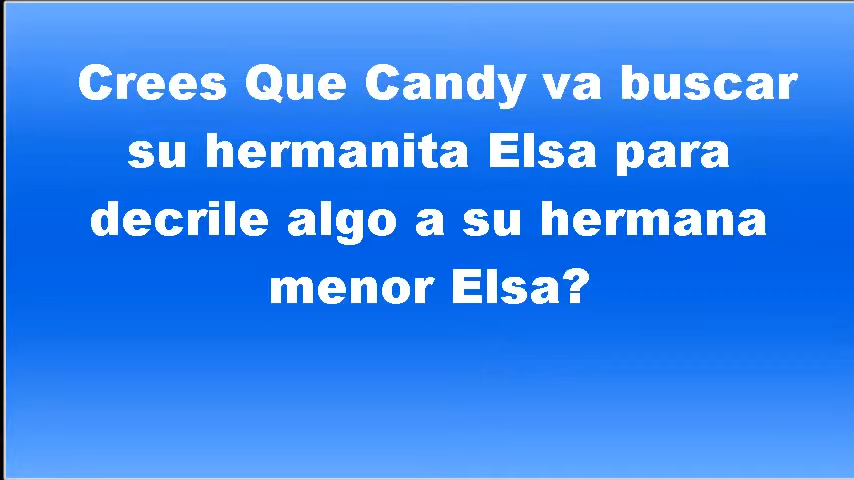 Crees Que Candy va buscar
su hermanita Elsa para
decrile algo a su hermana
menor Elsa?